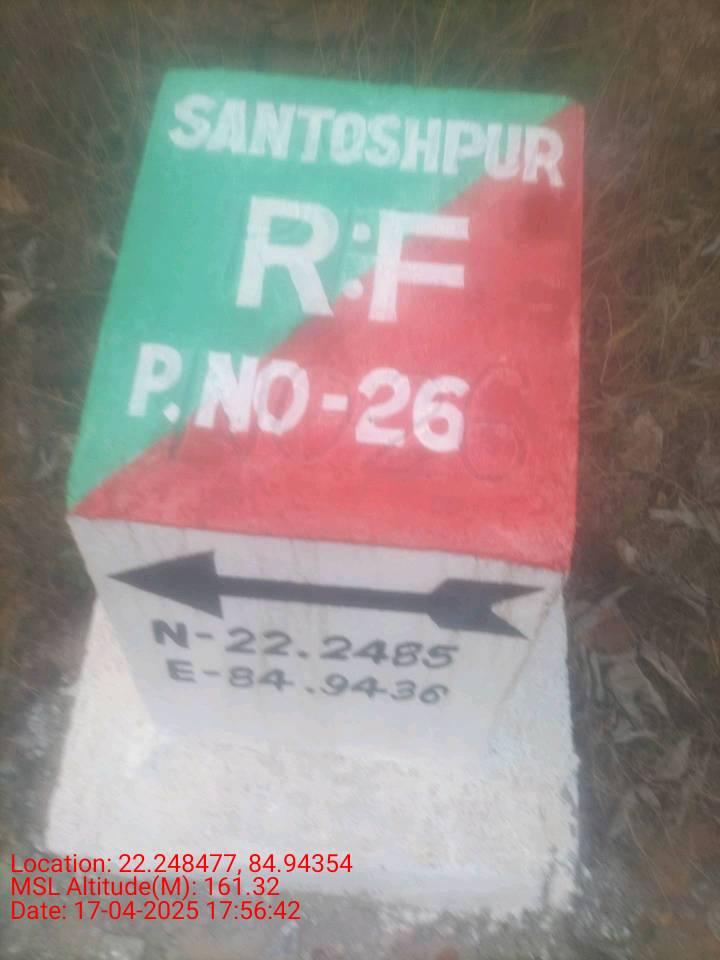 SANTOSHPUR
R:F
P.NO-26
N-22.2485
E-84.9436
Location: 22.248477, 84.94354
MSL Altitude(M): 161.32
Date: 17-04-2025 17:56:42